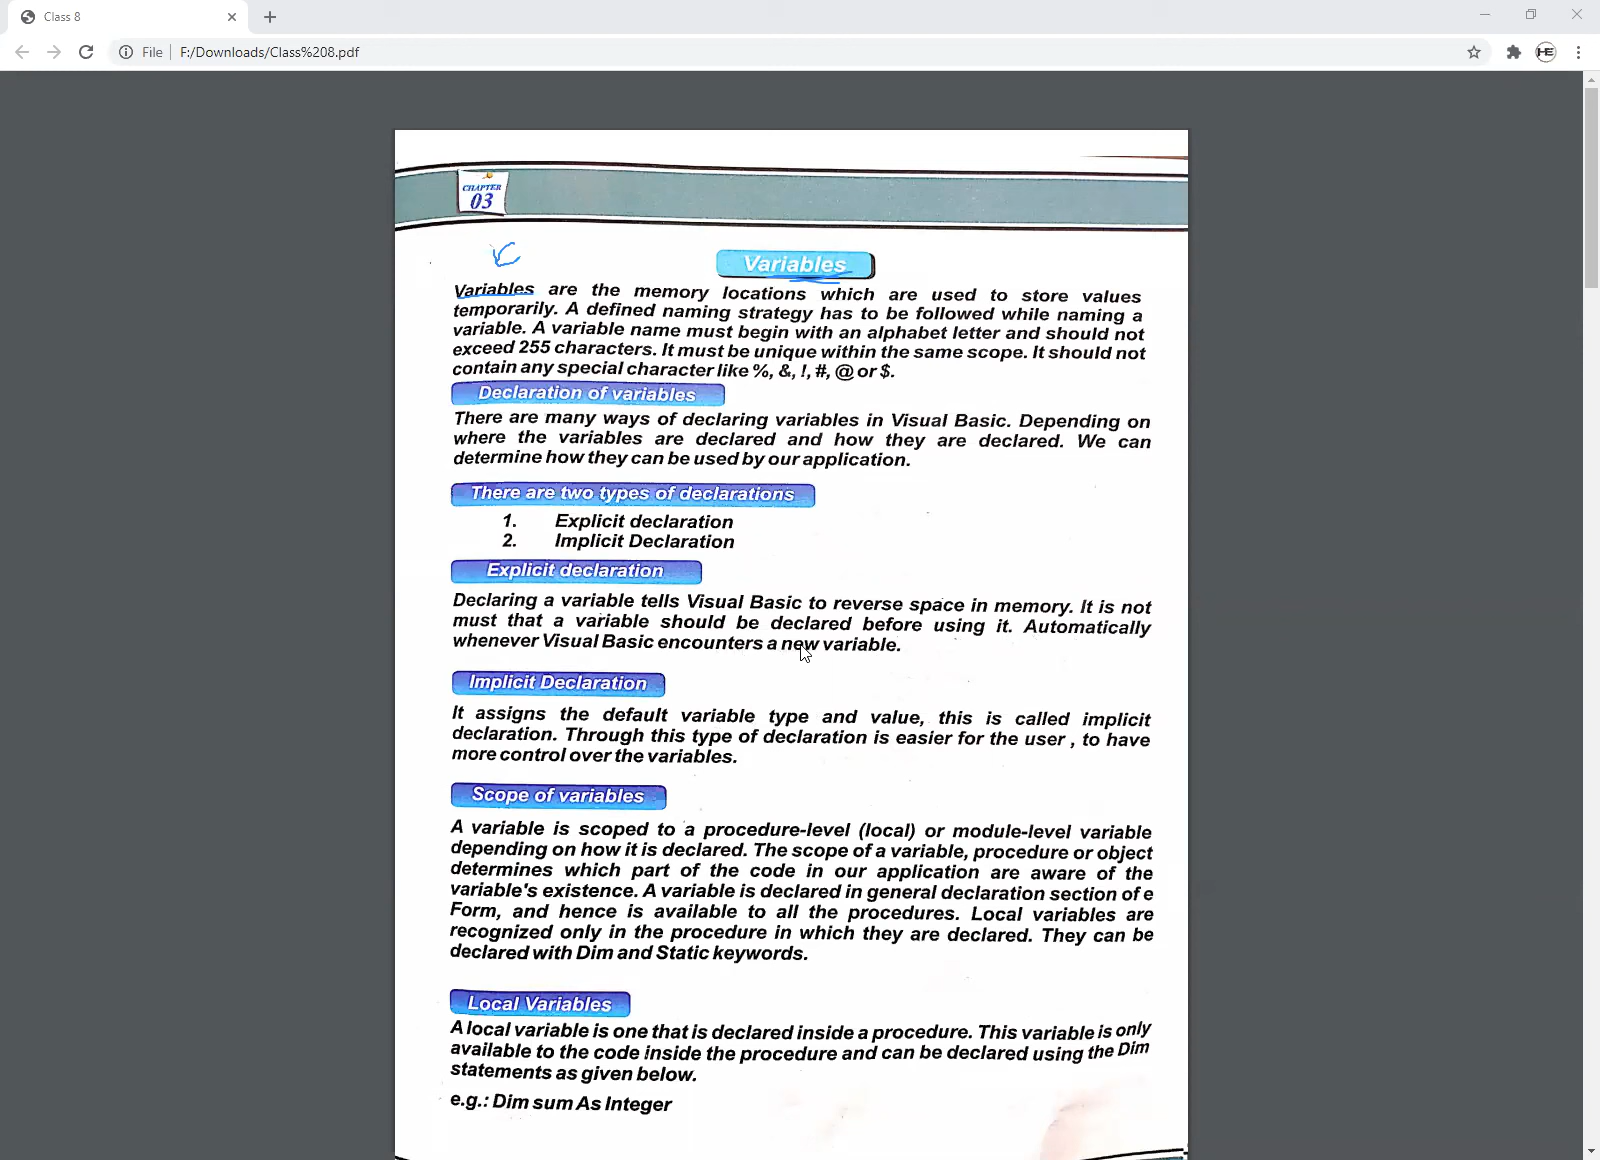 Class 8
File F:/Downloads/Class%208.pdf
CHAPTER
03
Variables
Variables are the memory locations which are used to store values
temporarily. A defined naming strategy has to be followed while naming a
variable. A variable name must begin with an alphabet letter and should not
exceed 255 characters. It must be unique within the same scope. It should not
contain any special character like %, &, !, #, @ or $.
Declaration of variables
There are many ways of declaring variables in Visual Basic. Depending on
where the variables are declared and how they are declared. We can
determine how they can be used by our application.
There are two types of declarations
1. Explicit declaration
2. Implicit Declaration
Explicit declaration
Declaring a variable tells Visual Basic to reverse space in memory. It is not
must that a variable should be declared before using it. Automatically
whenever Visual Basic encounters a new variable.
Implicit Declaration
It assigns the default variable type and value, this is called implicit
declaration. Through this type of declaration is easier for the user , to have
more control over the variables.
Scope of variables
A variable is scoped to a procedure-level (local) or module-level variable
depending on how it is declared. The scope of a variable, procedure or object
determines which part of the code in our application are aware of the
variable's existence. A variable is declared in general declaration section of e
Form, and hence is available to all the procedures. Local variables are
recognized only in the procedure in which they are declared. They can be
declared with Dim and Static keywords.
Local Variables
A local variable is one that is declared inside a procedure. This variable is only
available to the code inside the procedure and can be declared using the Dim
statements as given below.
e.g.: Dim sum As Integer